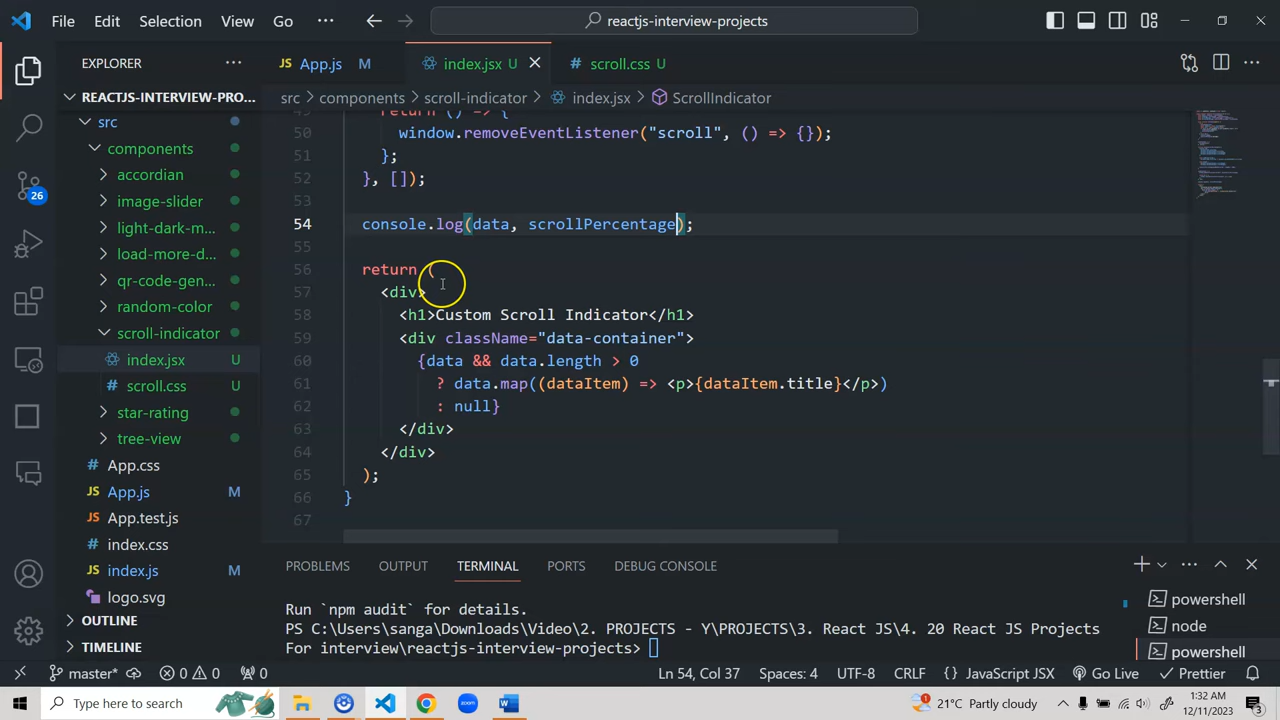 File Edit Selection View Go ··· reactjs-interview-projects
EXPLORER ···
JS App.js M
index.jsx U
scroll.css U
REACTJS-INTERVIEW-PRO...
src > components > scroll-indicator > index.jsx > ScrollIndicator
src
components
accordian
image-slider
light-dark-m...
load-more-d...
qr-code-gen...
random-color
scroll-indicator
index.jsx U
scroll.css U
star-rating
tree-view
App.css
JS App.js M
App.test.js
index.css
JS index.js M
logo.svg
OUTLINE
TIMELINE
26
return () => {
50 window.removeEventListener("scroll", () => {});
51 };
52 }, []);
53
54 console.log(data, scrollPercentage);
55
56 return (
57 <div>
58 <h1>Custom Scroll Indicator</h1>
59 <div className="data-container">
60 {data && data.length > 0
61 ? data.map((dataItem) => <p>{dataItem.title}</p>)
62 : null}
63 </div>
64 </div>
65 );
66 }
67
PROBLEMS OUTPUT TERMINAL PORTS DEBUG CONSOLE
Run `npm audit` for details.
PS C:\Users\sanga\Downloads\Video\2. PROJECTS - Y\PROJECTS\3. React JS\4. 20 React JS Projects
For interview\reactjs-interview-projects>
powershell
node
powershell
master* 0 0 0 Ln 54, Col 37 Spaces: 4 UTF-8 CRLF {} JavaScript JSX Go Live Prettier
Type here to search
21°C Partly cloudy
1:32 AM
12/11/2023
3